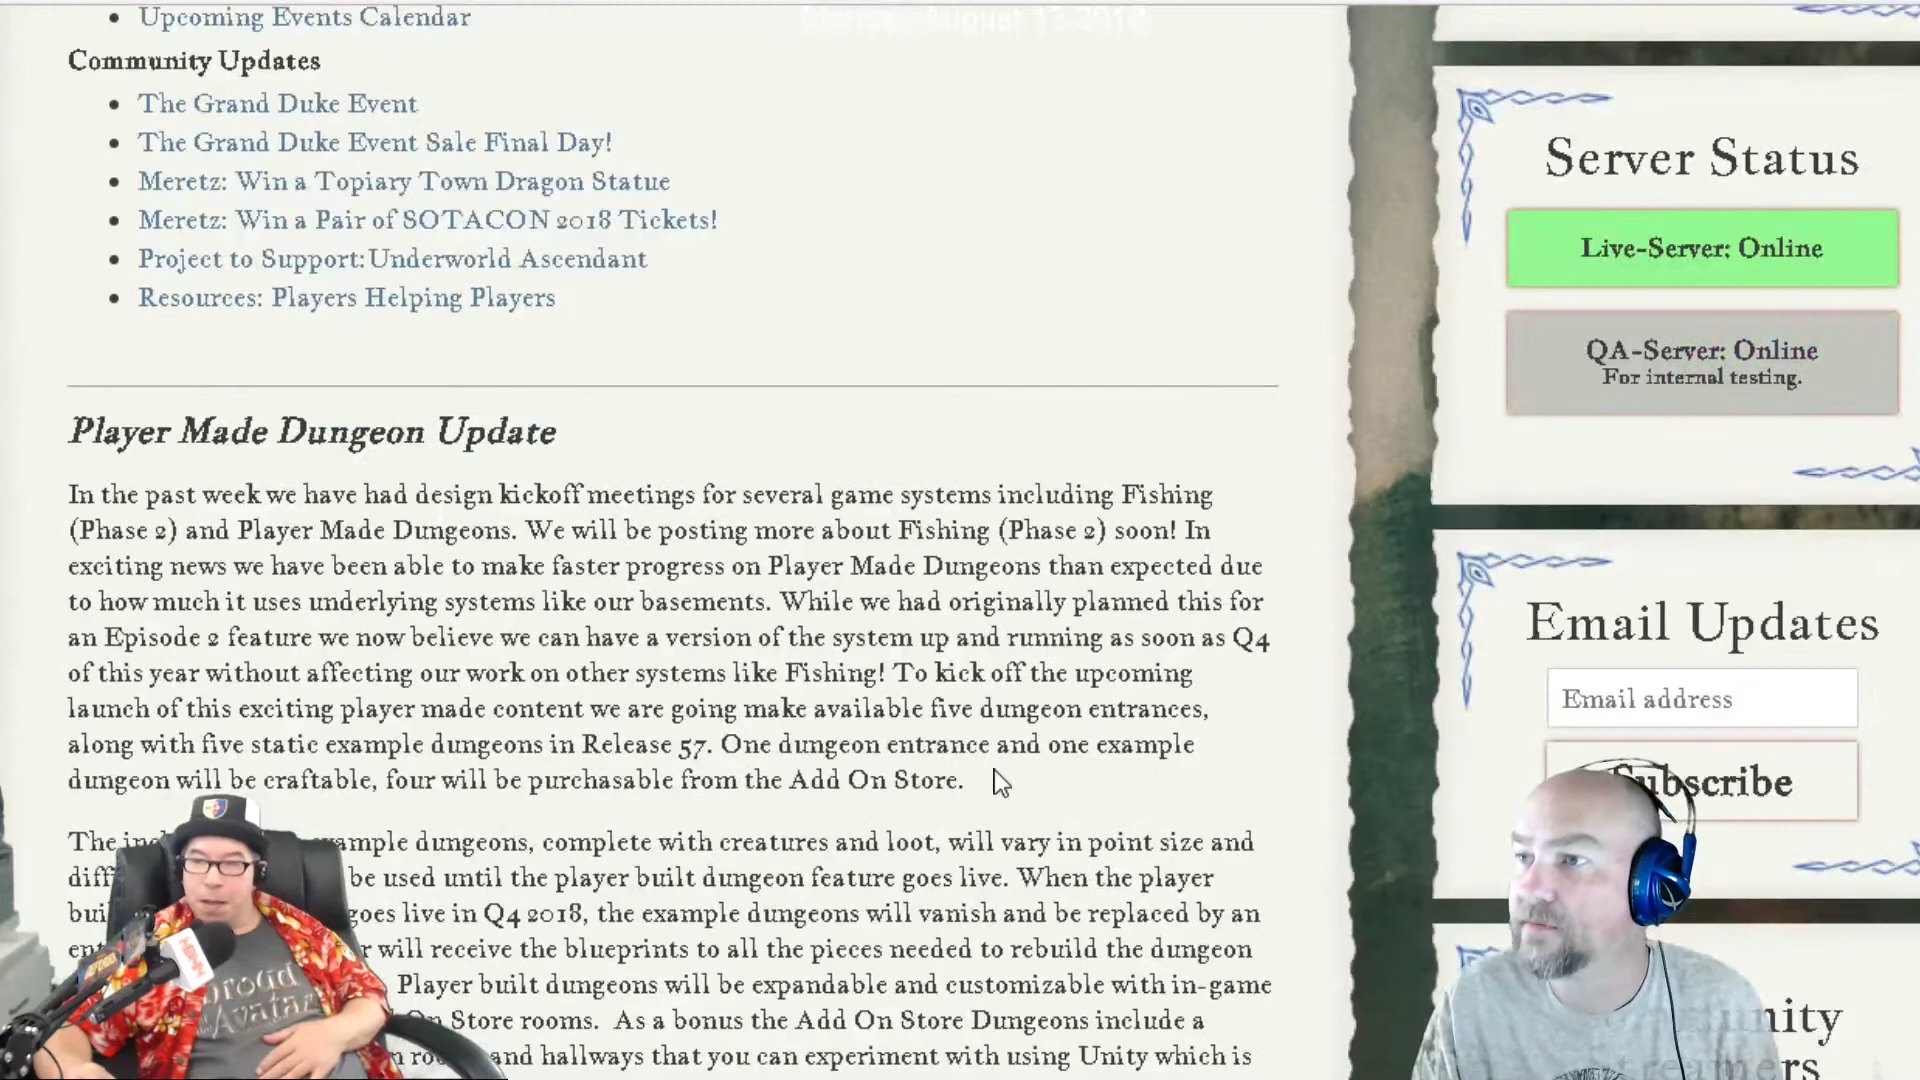 Upcoming Events Calendar
Community Updates
The Grand Duke Event
The Grand Duke Event Sale Final Day!
Meretz: Win a Topiary Town Dragon Statue
Meretz: Win a Pair of SOTACON 2018 Tickets!
Project to Support: Underworld Ascendant
Resources: Players Helping Players
Player Made Dungeon Update
In the past week we have had design kickoff meetings for several game systems including Fishing
(Phase 2) and Player Made Dungeons. We will be posting more about Fishing (Phase 2) soon! In
exciting news we have been able to make faster progress on Player Made Dungeons than expected due
to how much it uses underlying systems like our basements. While we had originally planned this for
an Episode 2 feature we now believe we can have a version of the system up and running as soon as Q4
of this year without affecting our work on other systems like Fishing! To kick off the upcoming
launch of this exciting player made content we are going make available five dungeon entrances,
along with five static example dungeons in Release 57. One dungeon entrance and one example
dungeon will be craftable, four will be purchasable from the Add On Store.
The ample dungeons, complete with creatures and loot, will vary in point size and
be used until the player built dungeon feature goes live. When the player
goes live in Q4 2018, the example dungeons will vanish and be replaced by an
will receive the blueprints to all the pieces needed to rebuild the dungeon
Player built dungeons will be expandable and customizable with in-game
On Store rooms. As a bonus the Add On Store Dungeons include a
and hallways that you can experiment with using Unity which is
Server Status
Live-Server: Online
QA-Server: Online
For internal testing.
Email Updates
Email address
Subscribe